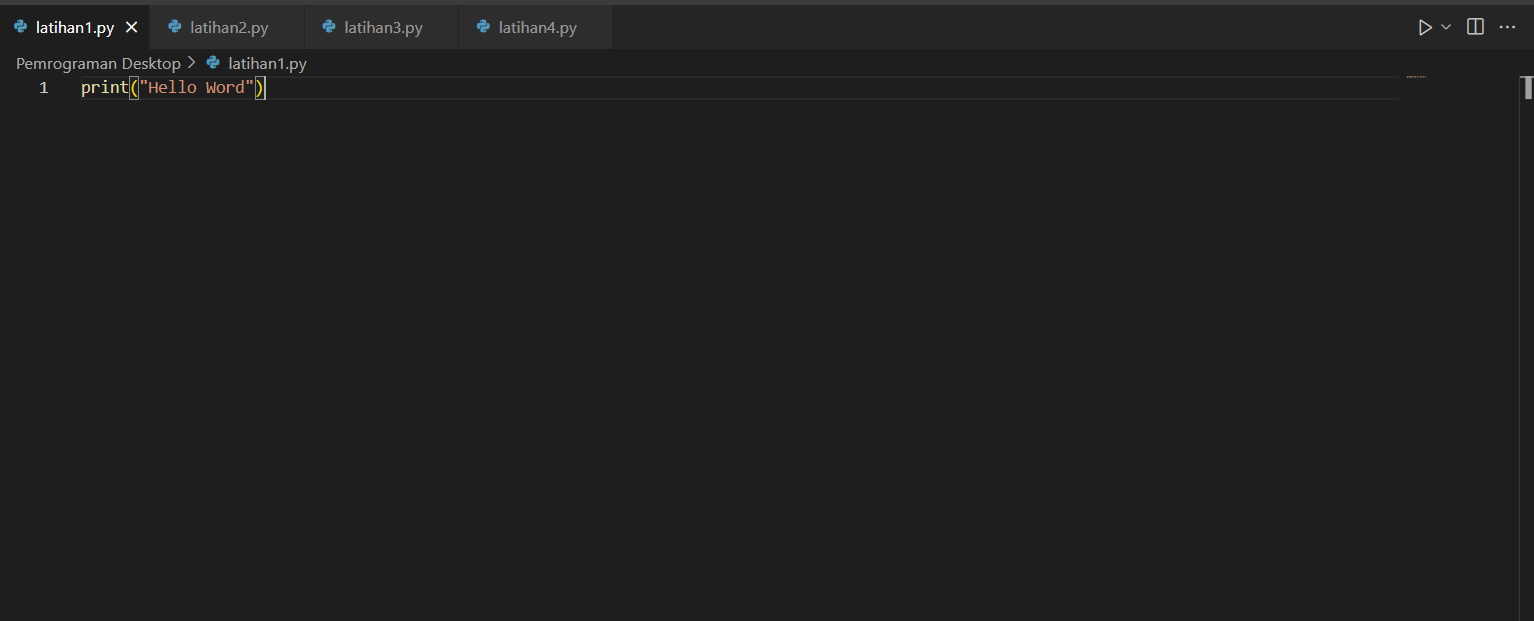 latihan1.py latihan2.py latihan3.py latihan4.py
Pemrograman Desktop > latihan1.py
1 print("Hello Word")